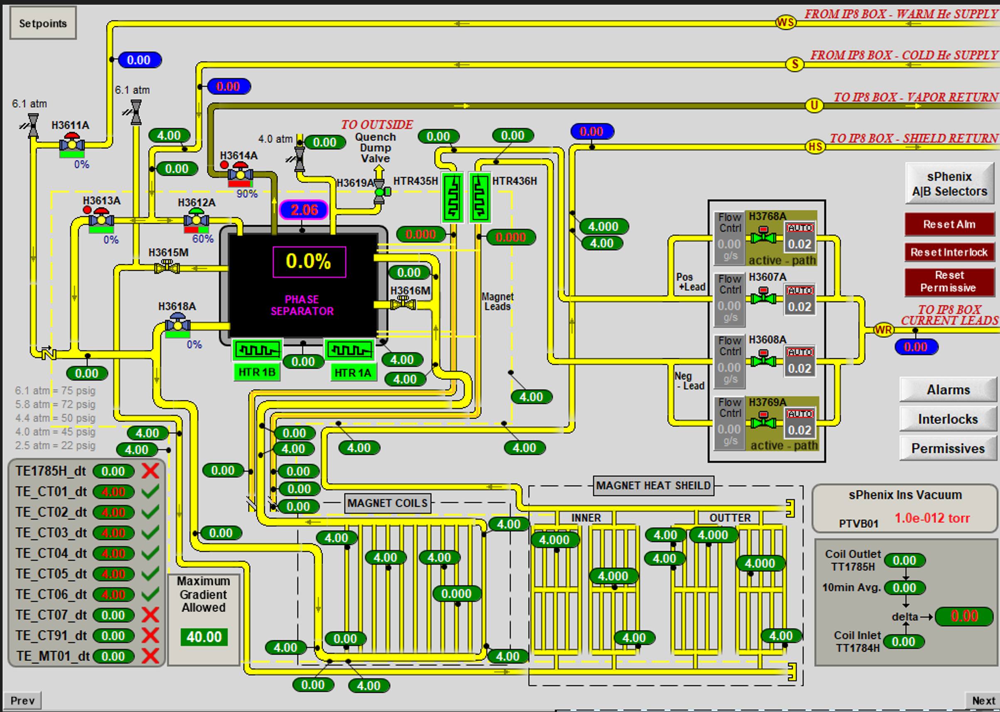 Setpoints
FROM IP8 BOX - WARM He SUPPLY
WS
0.00
FROM IP8 BOX - COLD He SUPPLY
S
0.00
6.1 atm
6.1 atm
TO IP8 BOX - VAPOR RETURN
U
H3611A
0%
TO OUTSIDE
Quench
Dump
Valve
4.00
4.0 atm
0.00
0.00
0.00
0.00
TO IP8 BOX - SHIELD RETURN
HS
H3614A
90%
0.00
H3619A
HTR435H
HTR436H
sPhenix
A|B Selectors
H3613A
0%
H3612A
60%
2.06
0.000
0.000
4.000
4.00
Flow
Cntrl
0.00
g/s
H3768A
AUTO
0.02
active - path
Reset Alm
Reset Interlock
Reset
Permissive
H3615M
0.0%
PHASE
SEPARATOR
0.00
H3616M
Magnet
Leads
Pos
+Lead
Flow
Cntrl
0.00
g/s
H3607A
AUTO
0.02
TO IP8 BOX
CURRENT LEADS
WR
0.00
H3618A
0%
Flow
Cntrl
0.00
g/s
H3608A
AUTO
0.02
0.00
HTR 1B
0.00
HTR 1A
4.00
4.00
4.00
Neg
- Lead
Flow
Cntrl
0.00
g/s
H3769A
AUTO
0.02
active - path
Alarms
Interlocks
Permissives
6.1 atm = 75 psig
5.8 atm = 72 psig
4.4 atm = 50 psig
4.0 atm = 45 psig
2.5 atm = 22 psig
4.00
4.00
0.00
4.00
4.00
4.00
0.00
0.00
0.00
0.00
TE1785H_dt 0.00
TE_CT01_dt 4.00
TE_CT02_dt 4.00
TE_CT03_dt 4.00
TE_CT04_dt 4.00
TE_CT05_dt 4.00
TE_CT06_dt 4.00
TE_CT07_dt 0.00
TE_CT91_dt 0.00
TE_MT01_dt 0.00
Maximum
Gradient
Allowed
40.00
0.00
MAGNET COILS
4.00
4.00
4.00
4.00
0.000
0.00
4.00
4.00
0.00
4.00
MAGNET HEAT SHEILD
INNER
OUTTER
4.000
4.00
4.000
4.00
4.000
4.000
4.00
4.00
sPhenix Ins Vacuum
PTVB01 1.0e-012 torr
Coil Outlet
TT1785H
0.00
10min Avg. 0.00
delta 0.00
Coil Inlet
TT1784H
0.00
Prev
Next